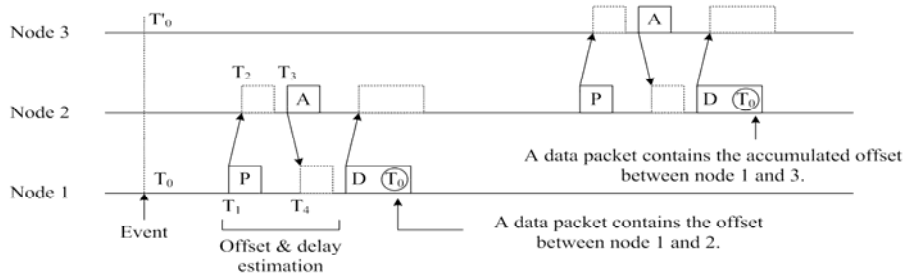 Node 3
T'₀
A
T₂
T₃
A
P
D
T₀
Node 2
A data packet contains the accumulated offset
between node 1 and 3.
P
D
T₀
Node 1
T₀
T₁
T₄
A data packet contains the offset
between node 1 and 2.
Event
Offset & delay
estimation